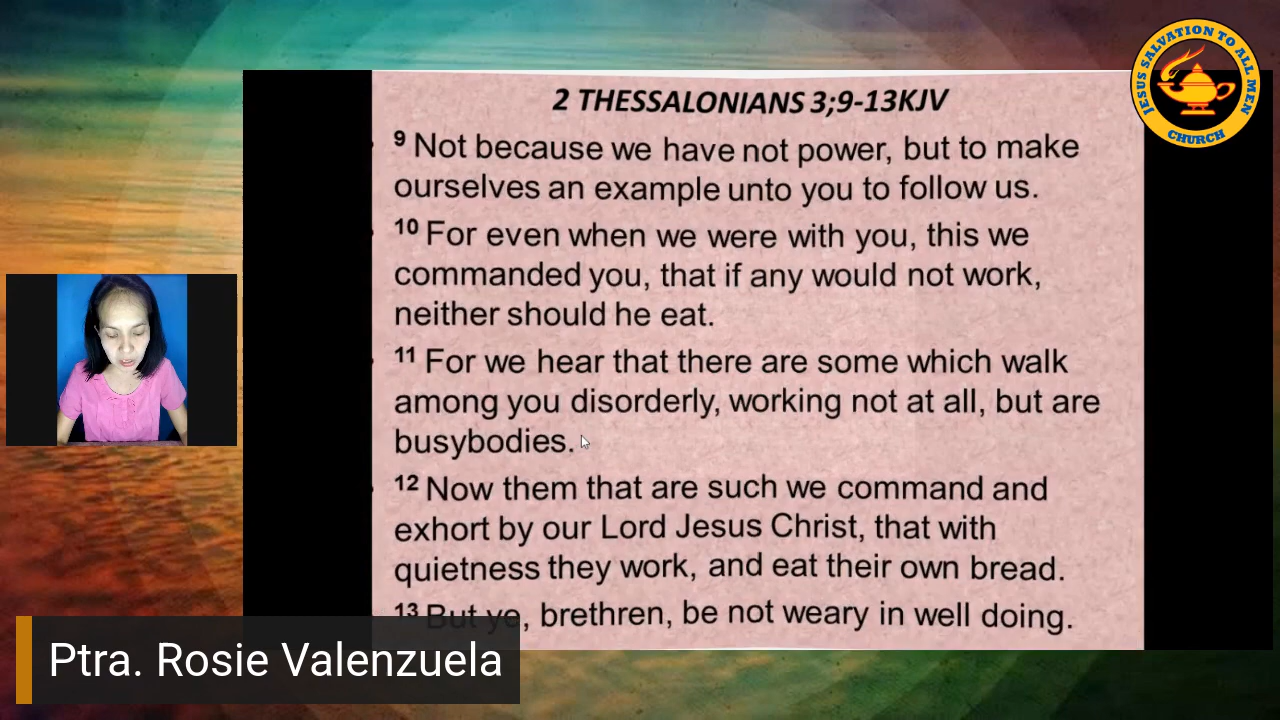 2 THESSALONIANS 3;9-13KJV
9 Not because we have not power, but to make
ourselves an example unto you to follow us.
10 For even when we were with you, this we
commanded you, that if any would not work,
neither should he eat.
11 For we hear that there are some which walk
among you disorderly, working not at all, but are
busybodies.
12 Now them that are such we command and
exhort by our Lord Jesus Christ, that with
quietness they work, and eat their own bread.
13 But ye, brethren, be not weary in well doing.
Ptra. Rosie Valenzuela
JESUS SALVATION TO ALL MEN
CHURCH